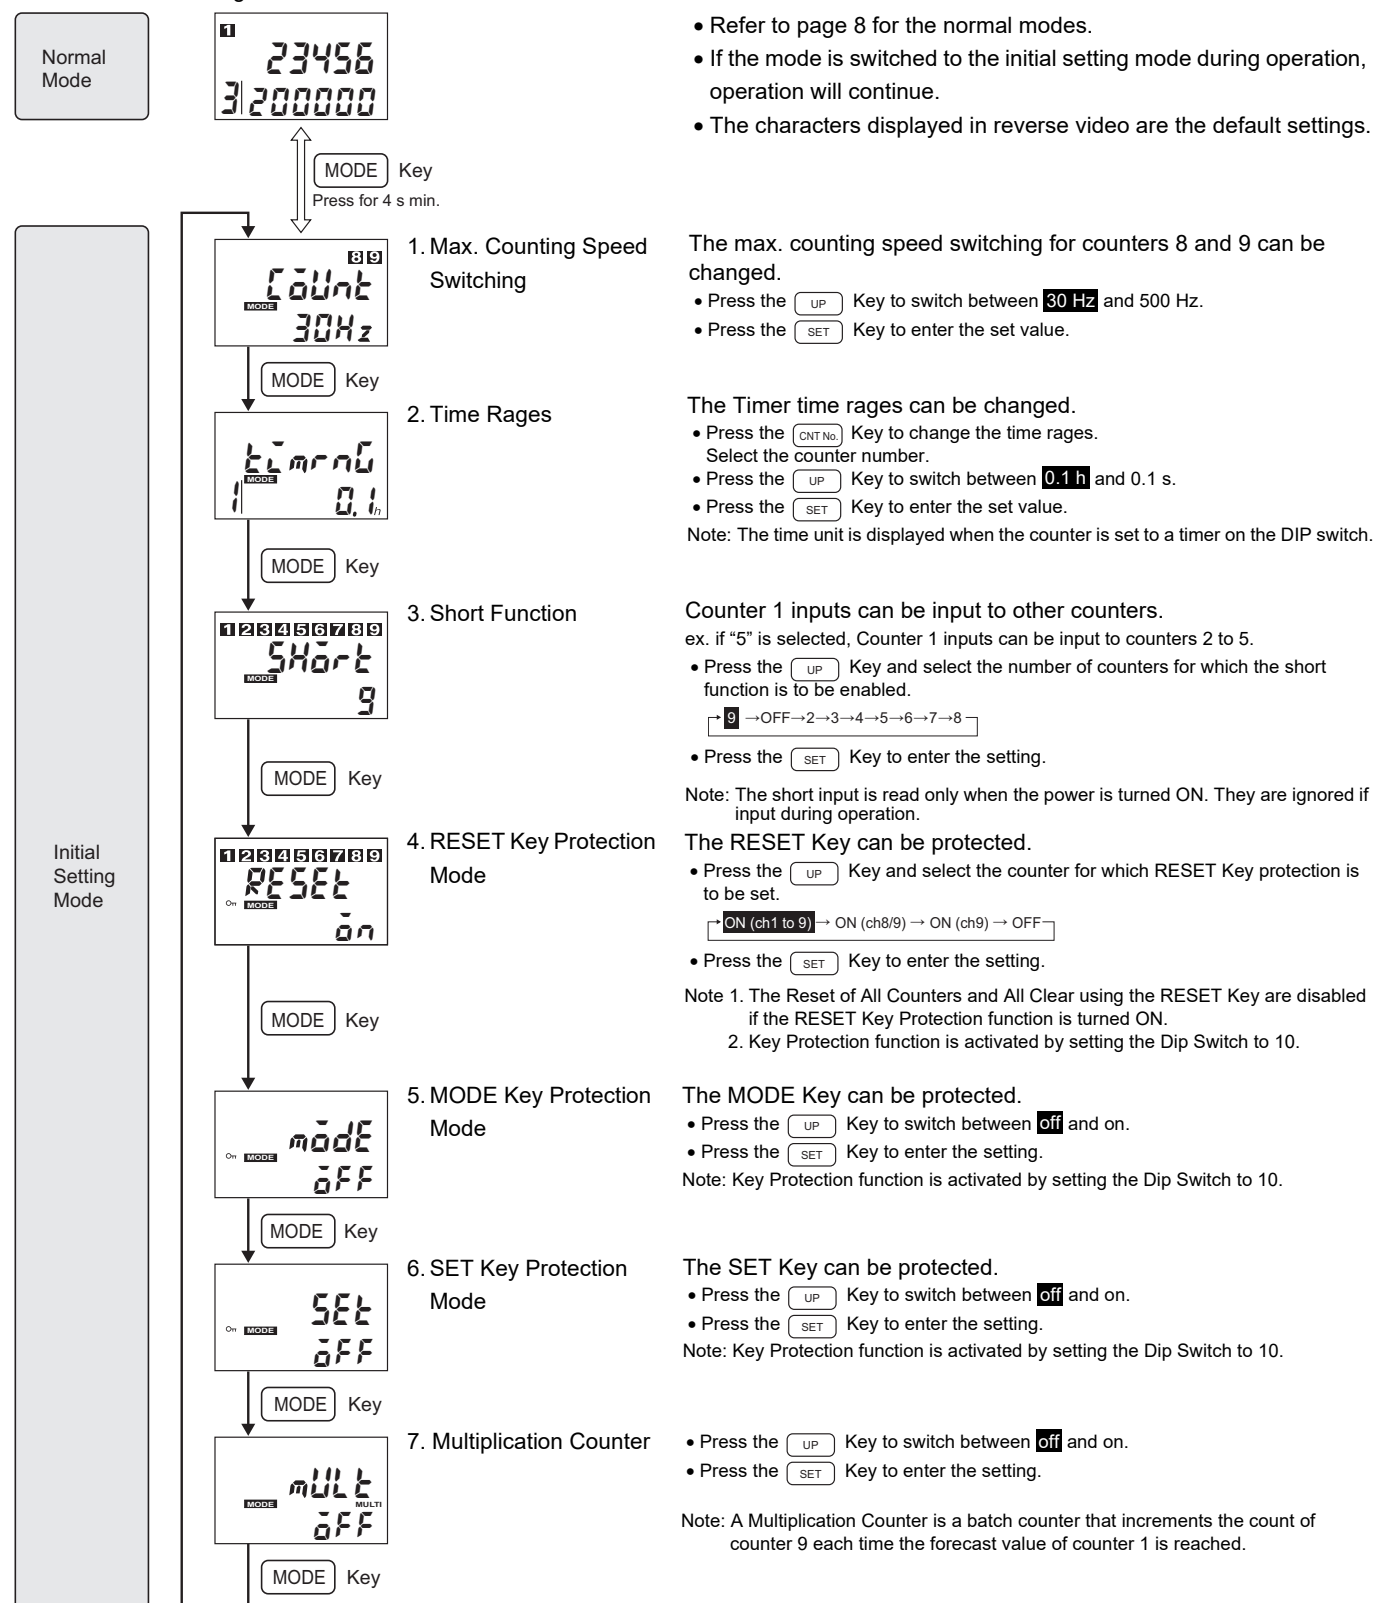 Normal
Mode
1
23456
3 200000
• Refer to page 8 for the normal modes.
• If the mode is switched to the initial setting mode during operation,
operation will continue.
• The characters displayed in reverse video are the default settings.
MODE Key
Press for 4 s min.
Initial
Setting
Mode
8 9
Count
MODE
30Hz
1. Max. Counting Speed
Switching
The max. counting speed switching for counters 8 and 9 can be
changed.
• Press the UP Key to switch between 30 Hz and 500 Hz.
• Press the SET Key to enter the set value.
MODE Key
timrnG
MODE
1 0.1h
2. Time Rages
The Timer time rages can be changed.
• Press the CNT No. Key to change the time rages.
Select the counter number.
• Press the UP Key to switch between 0.1 h and 0.1 s.
• Press the SET Key to enter the set value.
Note: The time unit is displayed when the counter is set to a timer on the DIP switch.
MODE Key
1 2 3 4 5 6 7 8 9
SHort
MODE
9
3. Short Function
Counter 1 inputs can be input to other counters.
ex. if “5” is selected, Counter 1 inputs can be input to counters 2 to 5.
• Press the UP Key and select the number of counters for which the short
function is to be enabled.
9 →OFF→2→3→4→5→6→7→8
• Press the SET Key to enter the setting.
Note: The short input is read only when the power is turned ON. They are ignored if
input during operation.
MODE Key
1 2 3 4 5 6 7 8 9
RESEt
MODE
on
4. RESET Key Protection
Mode
The RESET Key can be protected.
• Press the UP Key and select the counter for which RESET Key protection is
to be set.
ON (ch1 to 9) → ON (ch8/9) → ON (ch9) → OFF
• Press the SET Key to enter the setting.
Note 1. The Reset of All Counters and All Clear using the RESET Key are disabled
if the RESET Key Protection function is turned ON.
2. Key Protection function is activated by setting the Dip Switch to 10.
MODE Key
modE
MODE
oFF
5. MODE Key Protection
Mode
The MODE Key can be protected.
• Press the UP Key to switch between off and on.
• Press the SET Key to enter the setting.
Note: Key Protection function is activated by setting the Dip Switch to 10.
MODE Key
SEt
MODE
oFF
6. SET Key Protection
Mode
The SET Key can be protected.
• Press the UP Key to switch between off and on.
• Press the SET Key to enter the setting.
Note: Key Protection function is activated by setting the Dip Switch to 10.
MODE Key
mULt
MODE MULTI
oFF
7. Multiplication Counter
• Press the UP Key to switch between off and on.
• Press the SET Key to enter the setting.
Note: A Multiplication Counter is a batch counter that increments the count of
counter 9 each time the forecast value of counter 1 is reached.
MODE Key